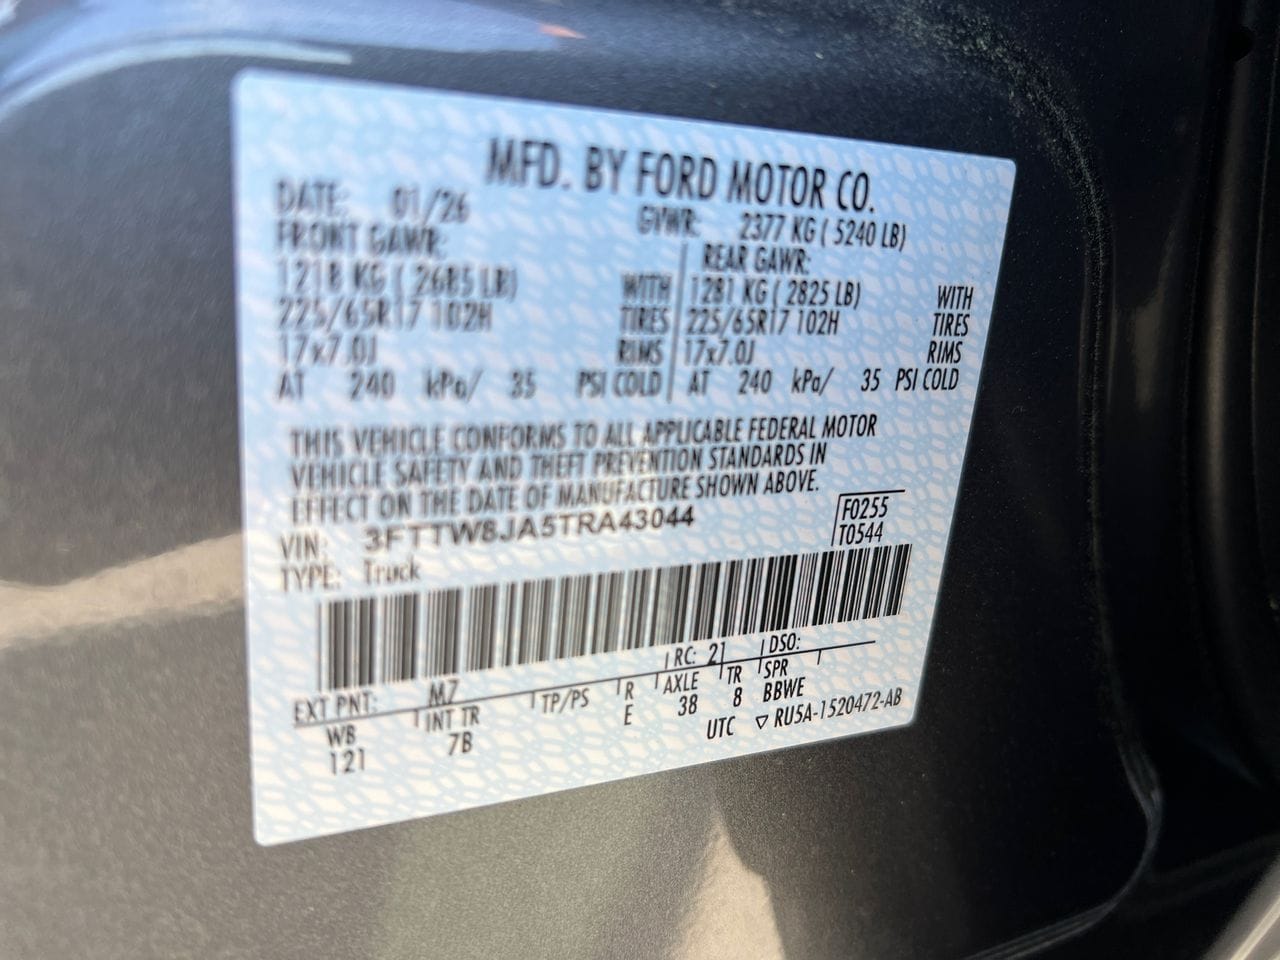 MFD. BY FORD MOTOR CO.
DATE: 01/26 GVWR: 2377 KG ( 5240 LB)
FRONT GAWR: REAR GAWR:
1218 KG ( 2685 LB) WITH 1281 KG ( 2825 LB) WITH
225/65R17 102H TIRES 225/65R17 102H TIRES
17x7.0J RIMS 17x7.0J RIMS
AT 240 kPa/ 35 PSI COLD AT 240 kPa/ 35 PSI COLD
THIS VEHICLE CONFORMS TO ALL APPLICABLE FEDERAL MOTOR
VEHICLE SAFETY AND THEFT PREVENTION STANDARDS IN
EFFECT ON THE DATE OF MANUFACTURE SHOWN ABOVE.
VIN: 3FTTW8JA5TRA43044 F0255
TYPE: Truck T0544
EXT PNT: MZ RC: 21 DSO:
WB INT TR TP/PS R AXLE TR SPR
121 7B E 38 8 BBWE
UTC ▽ RU5A-1520472-AB